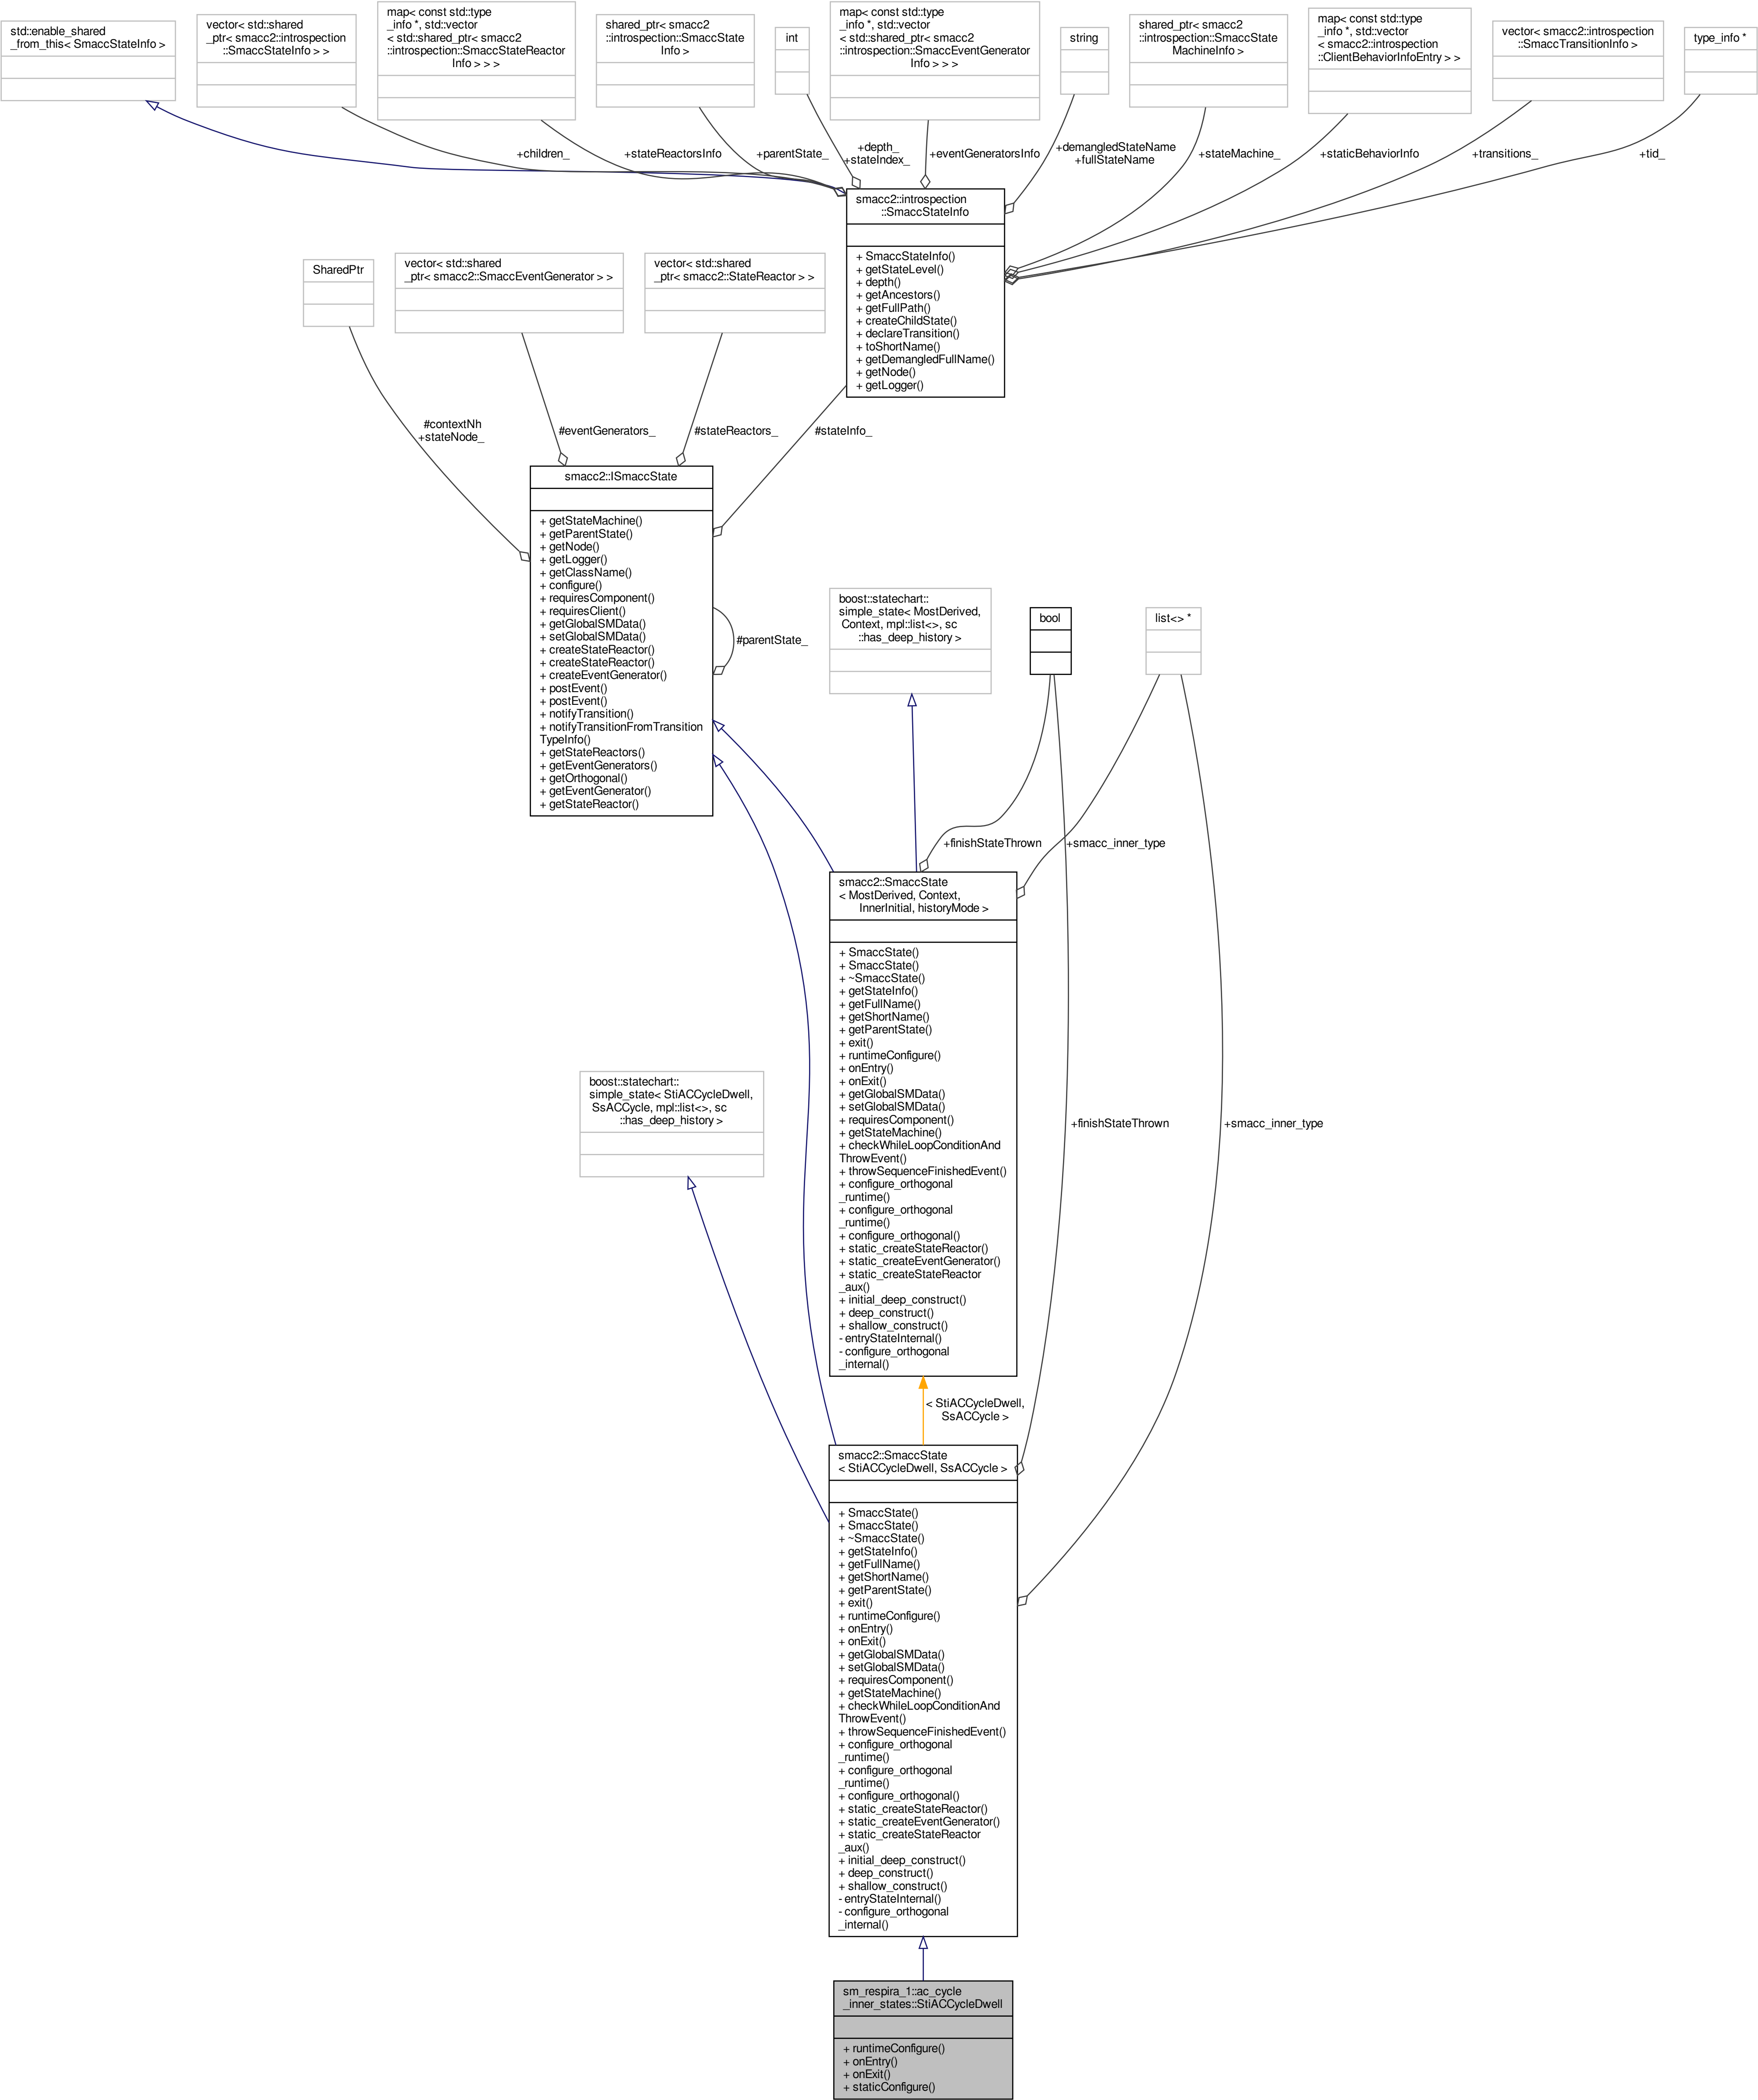 std::enable_shared
_from_this< SmaccStateInfo >
vector< std::shared
_ptr< smacc2::introspection
::SmaccStateInfo > >
map< const std::type
_info *, std::vector
< std::shared_ptr< smacc2
::introspection::SmaccStateReactor
Info > > >
shared_ptr< smacc2
::introspection::SmaccState
Info >
int
map< const std::type
_info *, std::vector
< std::shared_ptr< smacc2
::introspection::SmaccEventGenerator
Info > > >
string
shared_ptr< smacc2
::introspection::SmaccState
MachineInfo >
map< const std::type
_info *, std::vector
< smacc2::introspection
::ClientBehaviorInfoEntry > >
vector< smacc2::introspection
::SmaccTransitionInfo >
type_info *
+children_
+stateReactorsInfo
+parentState_
+depth_
+stateIndex_
+eventGeneratorsInfo
+demangledStateName
+fullStateName
+stateMachine_
+staticBehaviorInfo
+transitions_
+tid_
smacc2::introspection
::SmaccStateInfo
+ SmaccStateInfo()
+ getStateLevel()
+ depth()
+ getAncestors()
+ getFullPath()
+ createChildState()
+ declareTransition()
+ toShortName()
+ getDemangledFullName()
+ getNode()
+ getLogger()
SharedPtr
vector< std::shared
_ptr< smacc2::SmaccEventGenerator > >
vector< std::shared
_ptr< smacc2::StateReactor > >
#contextNh
+stateNode_
#eventGenerators_
#stateReactors_
#stateInfo_
smacc2::ISmaccState
+ getStateMachine()
+ getParentState()
+ getNode()
+ getLogger()
+ getClassName()
+ configure()
+ requiresComponent()
+ requiresClient()
+ getGlobalSMData()
+ setGlobalSMData()
+ createStateReactor()
+ createStateReactor()
+ createEventGenerator()
+ postEvent()
+ postEvent()
+ notifyTransition()
+ notifyTransitionFromTransition
TypeInfo()
+ getStateReactors()
+ getEventGenerators()
+ getOrthogonal()
+ getEventGenerator()
+ getStateReactor()
#parentState_
boost::statechart::
simple_state< MostDerived,
Context, mpl::list<>, sc
::has_deep_history >
bool
list<> *
+finishStateThrown
+smacc_inner_type
smacc2::SmaccState
< MostDerived, Context,
InnerInitial, historyMode >
+ SmaccState()
+ SmaccState()
+ ~SmaccState()
+ getStateInfo()
+ getFullName()
+ getShortName()
+ getParentState()
+ exit()
+ runtimeConfigure()
+ onEntry()
+ onExit()
+ getGlobalSMData()
+ setGlobalSMData()
+ requiresComponent()
+ getStateMachine()
+ checkWhileLoopConditionAnd
ThrowEvent()
+ throwSequenceFinishedEvent()
+ configure_orthogonal
_runtime()
+ configure_orthogonal
_runtime()
+ configure_orthogonal()
+ static_createStateReactor()
+ static_createEventGenerator()
+ static_createStateReactor
_aux()
+ initial_deep_construct()
+ deep_construct()
+ shallow_construct()
- entryStateInternal()
- configure_orthogonal
_internal()
boost::statechart::
simple_state< StiACCycleDwell,
SsACCycle, mpl::list<>, sc
::has_deep_history >
+finishStateThrown
+smacc_inner_type
< StiACCycleDwell,
SsACCycle >
smacc2::SmaccState
< StiACCycleDwell, SsACCycle >
+ SmaccState()
+ SmaccState()
+ ~SmaccState()
+ getStateInfo()
+ getFullName()
+ getShortName()
+ getParentState()
+ exit()
+ runtimeConfigure()
+ onEntry()
+ onExit()
+ getGlobalSMData()
+ setGlobalSMData()
+ requiresComponent()
+ getStateMachine()
+ checkWhileLoopConditionAnd
ThrowEvent()
+ throwSequenceFinishedEvent()
+ configure_orthogonal
_runtime()
+ configure_orthogonal
_runtime()
+ configure_orthogonal()
+ static_createStateReactor()
+ static_createEventGenerator()
+ static_createStateReactor
_aux()
+ initial_deep_construct()
+ deep_construct()
+ shallow_construct()
- entryStateInternal()
- configure_orthogonal
_internal()
sm_respira_1::ac_cycle
_inner_states::StiACCycleDwell
+ runtimeConfigure()
+ onEntry()
+ onExit()
+ staticConfigure()